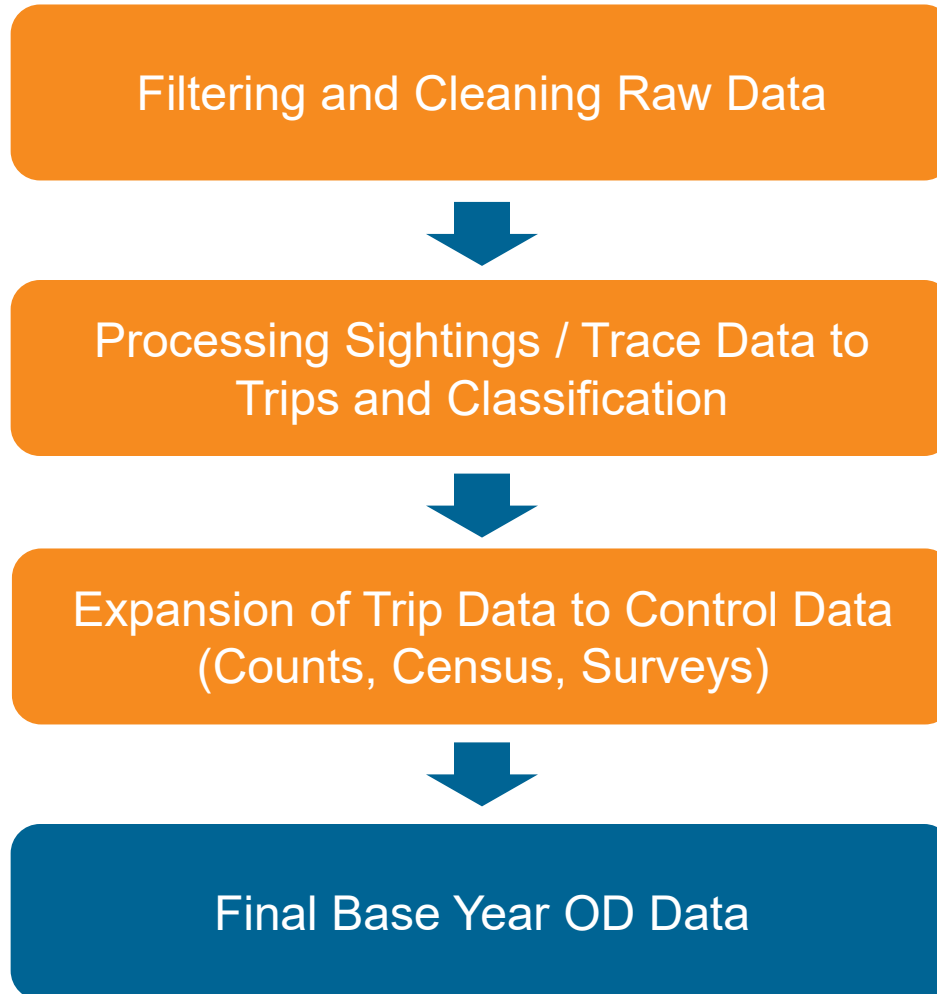 Filtering and Cleaning Raw Data
Processing Sightings / Trace Data to
Trips and Classification
Expansion of Trip Data to Control Data
(Counts, Census, Surveys)
Final Base Year OD Data